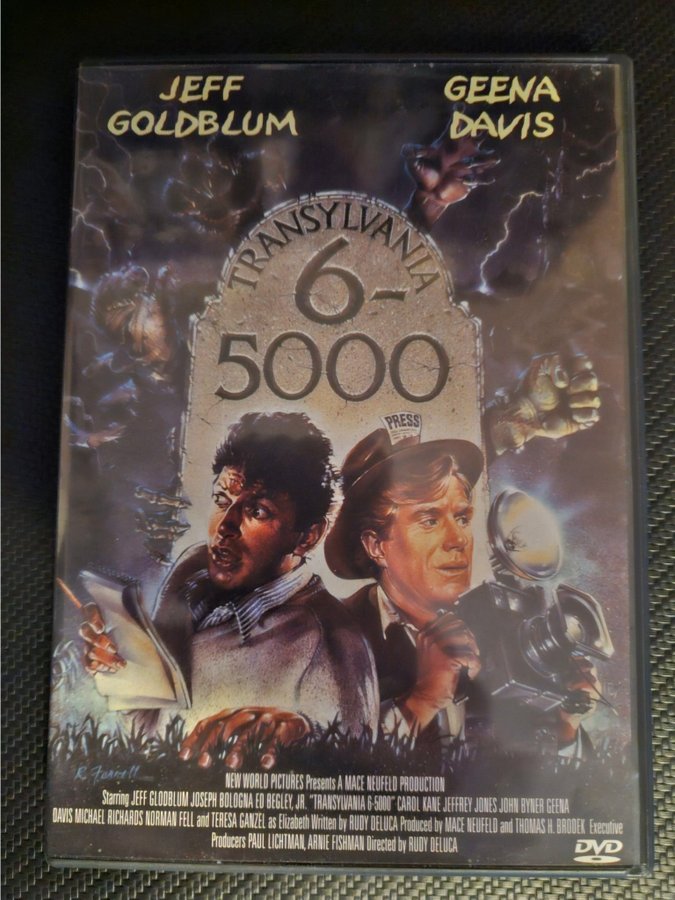 JEFF GOLDBLUM
GEENA DAVIS
TRANSYLVANIA
6-
5000
PRESS
NEW WORLD PICTURES Presents A MACE NEUFELD PRODUCTION
Starring JEFF GLODBLUM JOSEPH BOLOGNA ED BEGLEY, JR. "TRANSYLVANIA 6-5000" CAROL KANE JEFFREY JONES JOHN BYNER GEENA
DAVIS MICHAEL RICHARDS NORMAN FELL and TERESA GANZEL as Elizabeth Written by RUDY DELUCA Produced by MACE NEUFELD and THOMAS H. BRODEK Executive
Producers PAUL LICHTMAN, ARNIE FISHMAN Directed by RUDY DELUCA
DVD